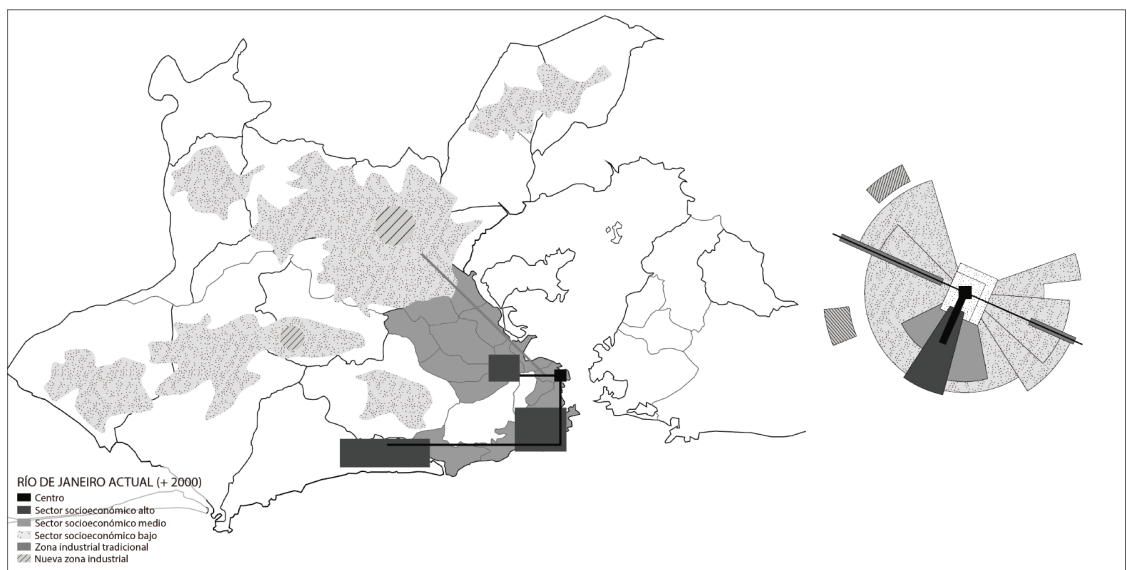 RÍO DE JANEIRO ACTUAL (+ 2000)
Centro
Sector socioeconómico alto
Sector socioeconómico medio
Sector socioeconómico bajo
Zona industrial tradicional
Nueva zona industrial